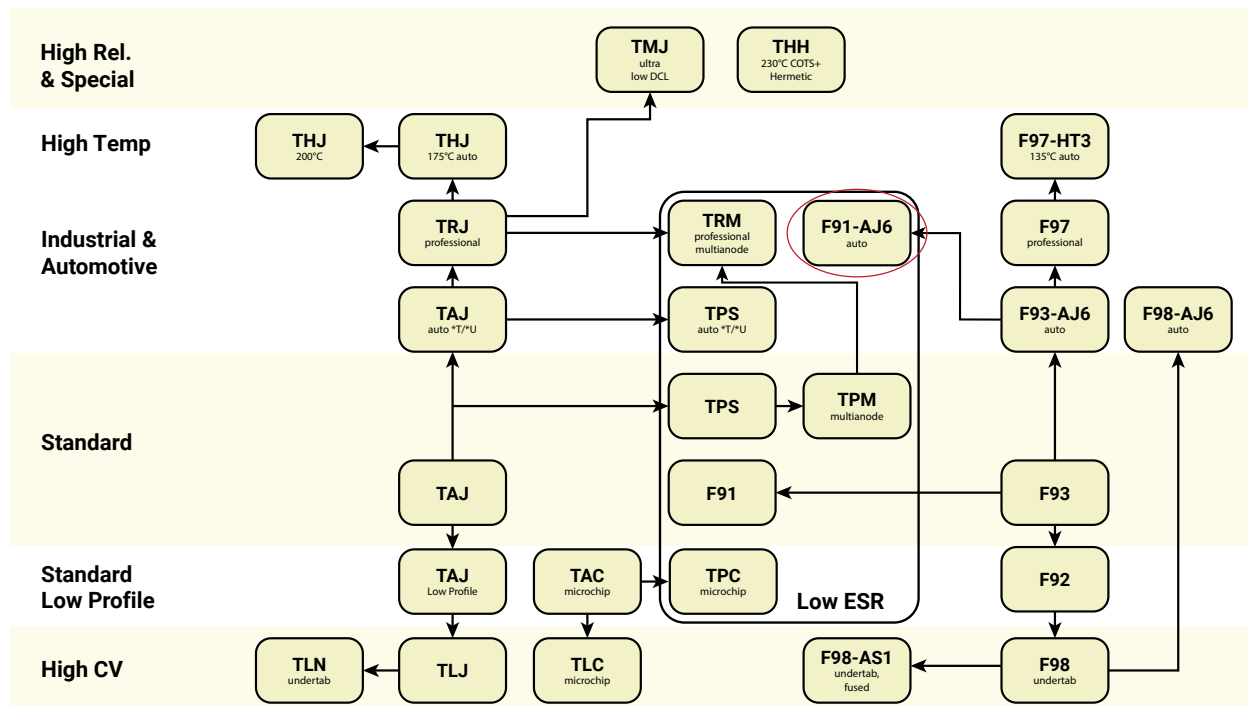 High Rel.
& Special
TMJ
ultra
low DCL
THH
230°C COTS+
Hermetic
High Temp
THJ
200°C
THJ
175°C auto
F97-HT3
135°C auto
Industrial &
Automotive
TRJ
professional
TRM
professional
multianode
F91-AJ6
auto
F97
professional
TAJ
auto *T/*U
TPS
auto *T/*U
F93-AJ6
auto
F98-AJ6
auto
Standard
TPS
TPM
multianode
TAJ
F91
F93
Standard
Low Profile
TAJ
Low Profile
TAC
microchip
TPC
microchip
Low ESR
F92
High CV
TLN
undertab
TLJ
TLC
microchip
F98-AS1
undertab,
fused
F98
undertab